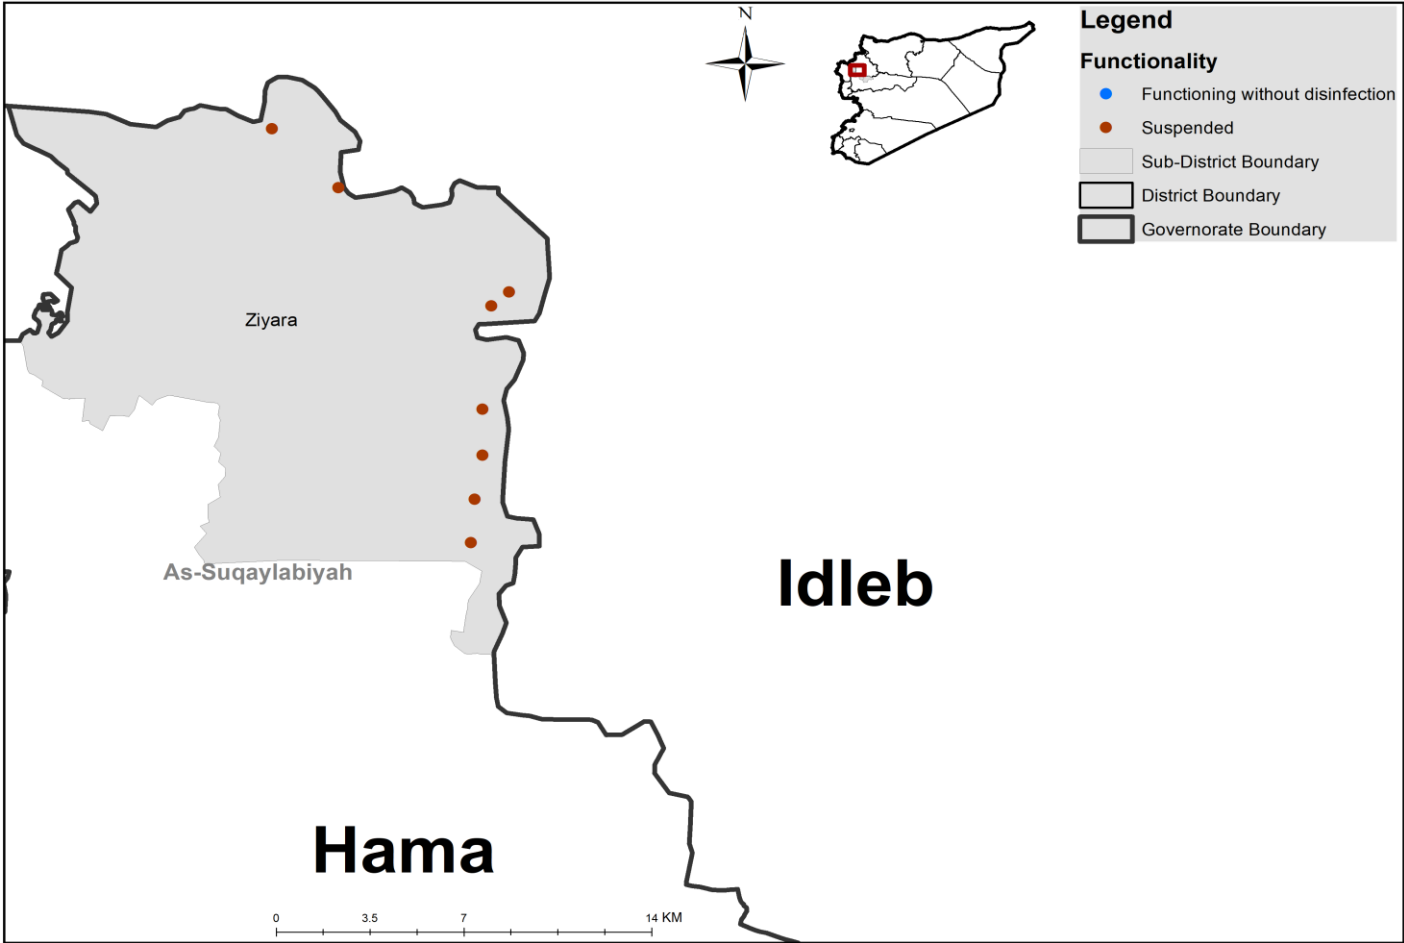 N
Legend
Functionality
Functioning without disinfection
Suspended
Sub-District Boundary
District Boundary
Governorate Boundary
Ziyara
As-Suqaylabiyah
Idleb
Hama
0 3.5 7 14 KM